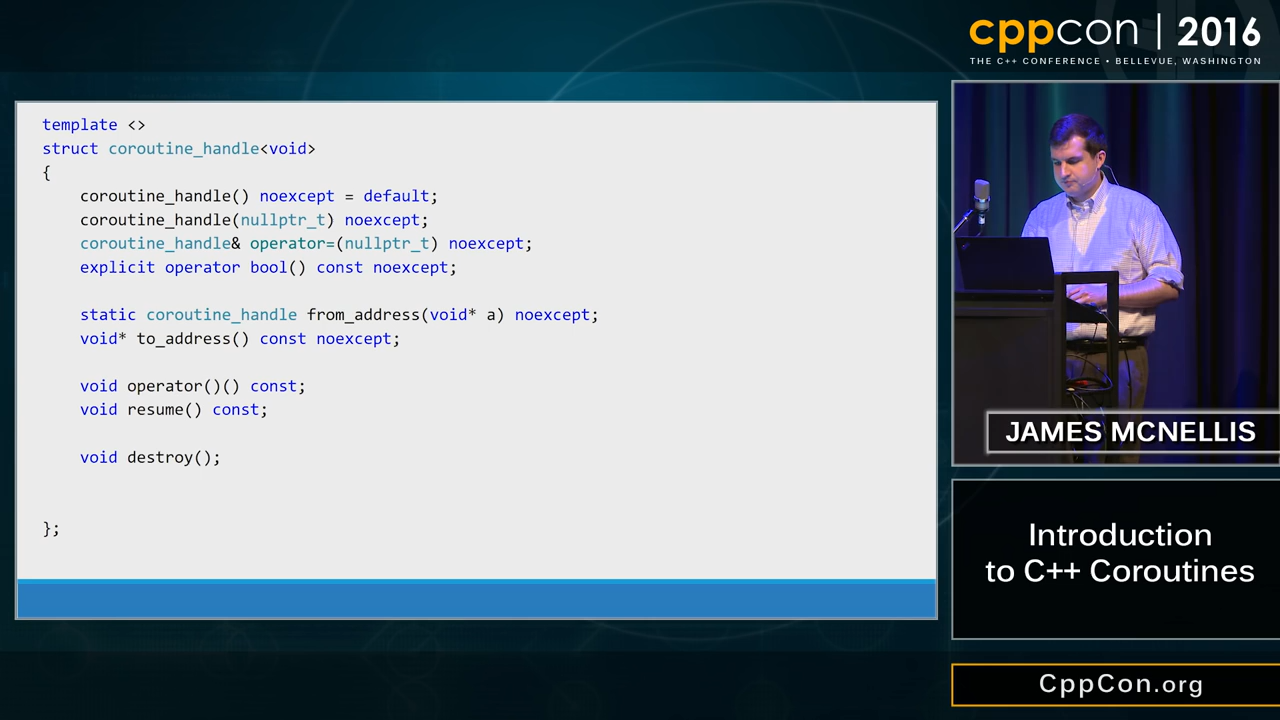 cppcon | 2016
THE C++ CONFERENCE • BELLEVUE, WASHINGTON
template <>
struct coroutine_handle<void>
{
    coroutine_handle() noexcept = default;
    coroutine_handle(nullptr_t) noexcept;
    coroutine_handle& operator=(nullptr_t) noexcept;
    explicit operator bool() const noexcept;
    static coroutine_handle from_address(void* a) noexcept;
    void* to_address() const noexcept;
    void operator()() const;
    void resume() const;
    void destroy();
};
JAMES MCNELLIS
Introduction
to C++ Coroutines
CppCon.org